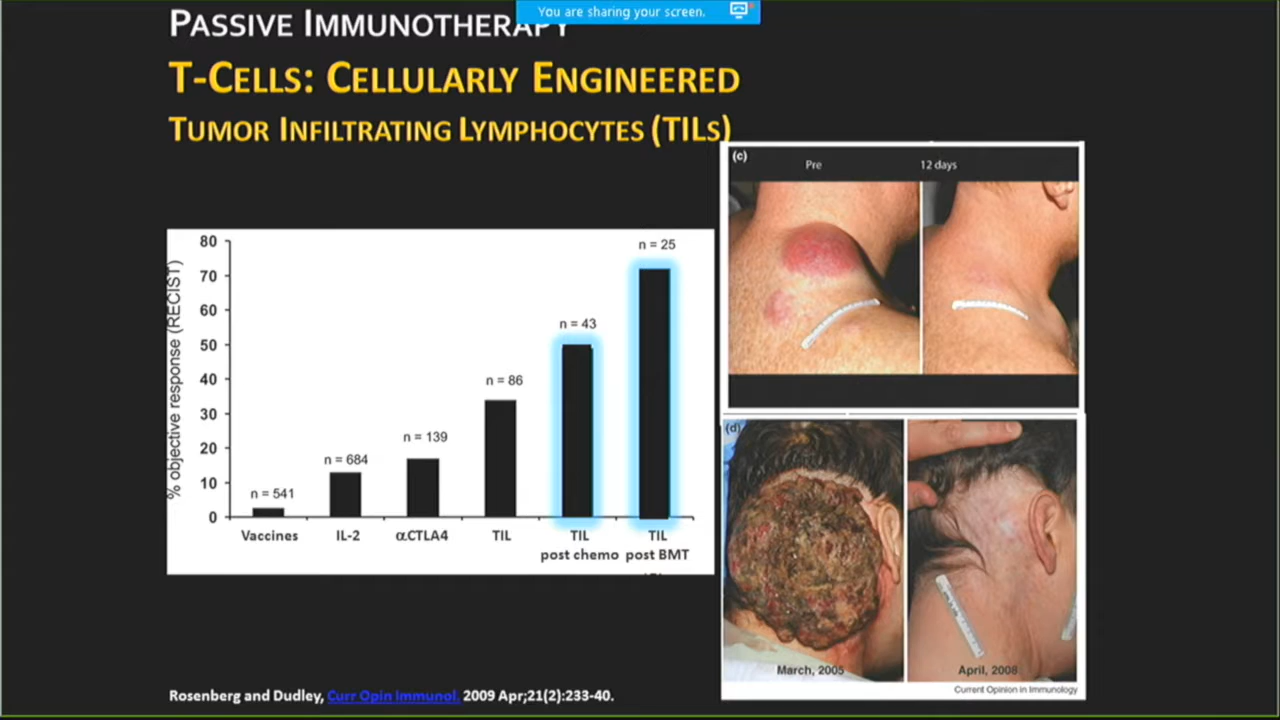 You are sharing your screen.
PASSIVE IMMUNOTHERAPY
T-CELLS: CELLULARLY ENGINEERED
TUMOR INFILTRATING LYMPHOCYTES (TILS)
% objective response (RECIST)
80
70
60
50
40
30
20
10
0
n = 541
n = 684
n = 139
n = 86
n = 43
n = 25
Vaccines
IL-2
αCTLA4
TIL
TIL
post chemo
TIL
post BMT
(c)
Pre
12 days
(d)
March, 2005
April, 2008
Current Opinion in Immunology
Rosenberg and Dudley, Curr Opin Immunol. 2009 Apr;21(2):233-40.